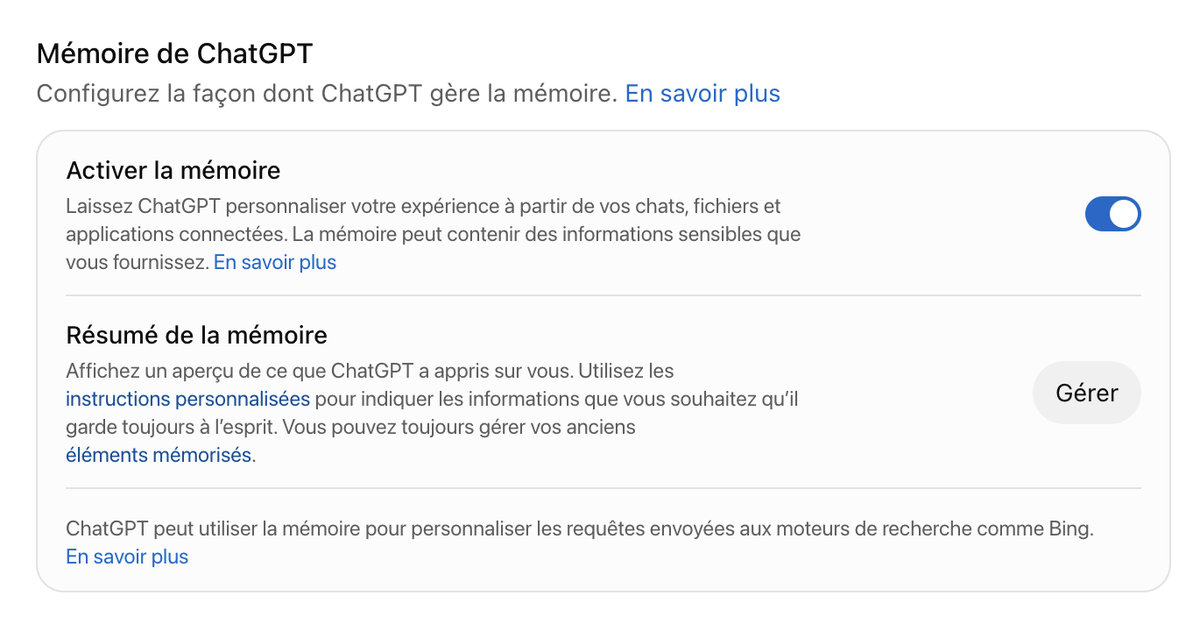 Mémoire de ChatGPT
Configurez la façon dont ChatGPT gère la mémoire. En savoir plus
Activer la mémoire
Laissez ChatGPT personnaliser votre expérience à partir de vos chats, fichiers et
applications connectées. La mémoire peut contenir des informations sensibles que
vous fournissez. En savoir plus
Résumé de la mémoire
Affichez un aperçu de ce que ChatGPT a appris sur vous. Utilisez les
instructions personnalisées pour indiquer les informations que vous souhaitez qu’il
garde toujours à l’esprit. Vous pouvez toujours gérer vos anciens
éléments mémorisés.
Gérer
ChatGPT peut utiliser la mémoire pour personnaliser les requêtes envoyées aux moteurs de recherche comme Bing.
En savoir plus